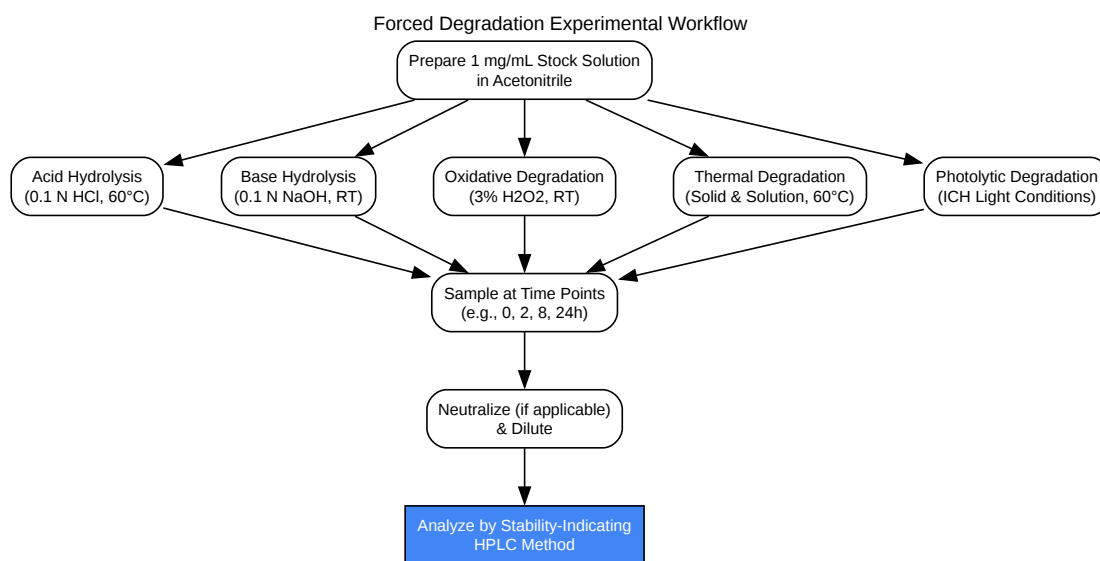 Forced Degradation Experimental Workflow
Prepare 1 mg/mL Stock Solution
in Acetonitrile
Acid Hydrolysis
(0.1 N HCl, 60°C)
Base Hydrolysis
(0.1 N NaOH, RT)
Oxidative Degradation
(3% H2O2, RT)
Thermal Degradation
(Solid & Solution, 60°C)
Photolytic Degradation
(ICH Light Conditions)
Sample at Time Points
(e.g., 0, 2, 8, 24h)
Neutralize (if applicable)
& Dilute
Analyze by Stability-Indicating
HPLC Method